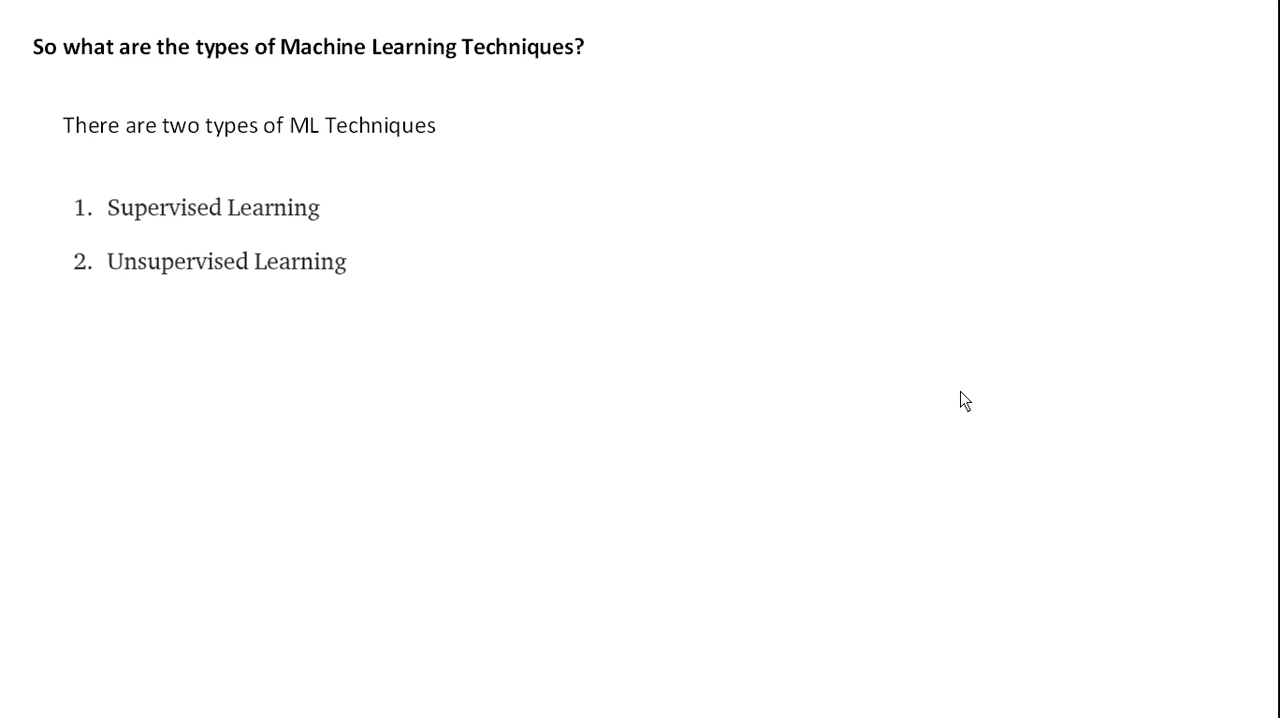 So what are the types of Machine Learning Techniques?
There are two types of ML Techniques
1. Supervised Learning
2. Unsupervised Learning